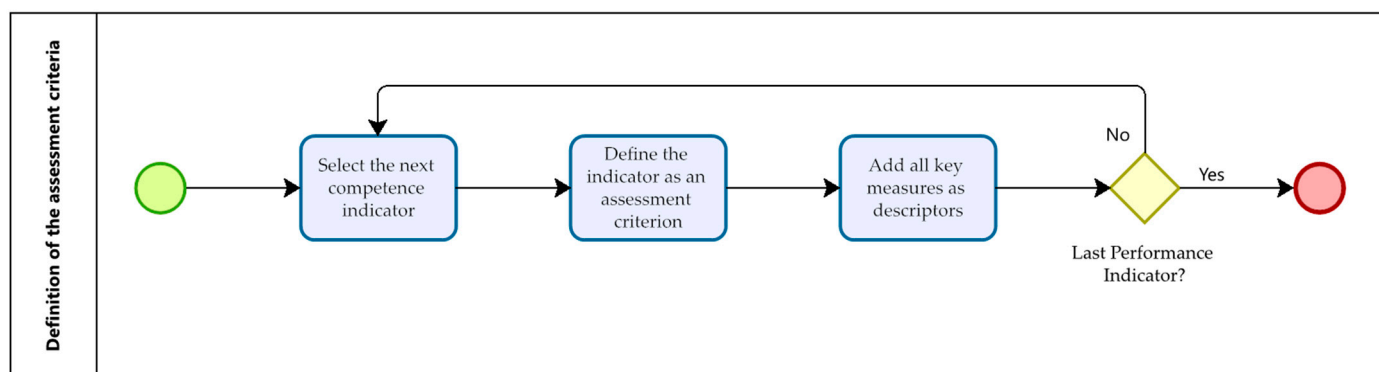 Definition of the assessment criteria
Select the next
competence
indicator
Define the
indicator as an
assessment
criterion
Add all key
measures as
descriptors
No
Yes
Last Performance
Indicator?